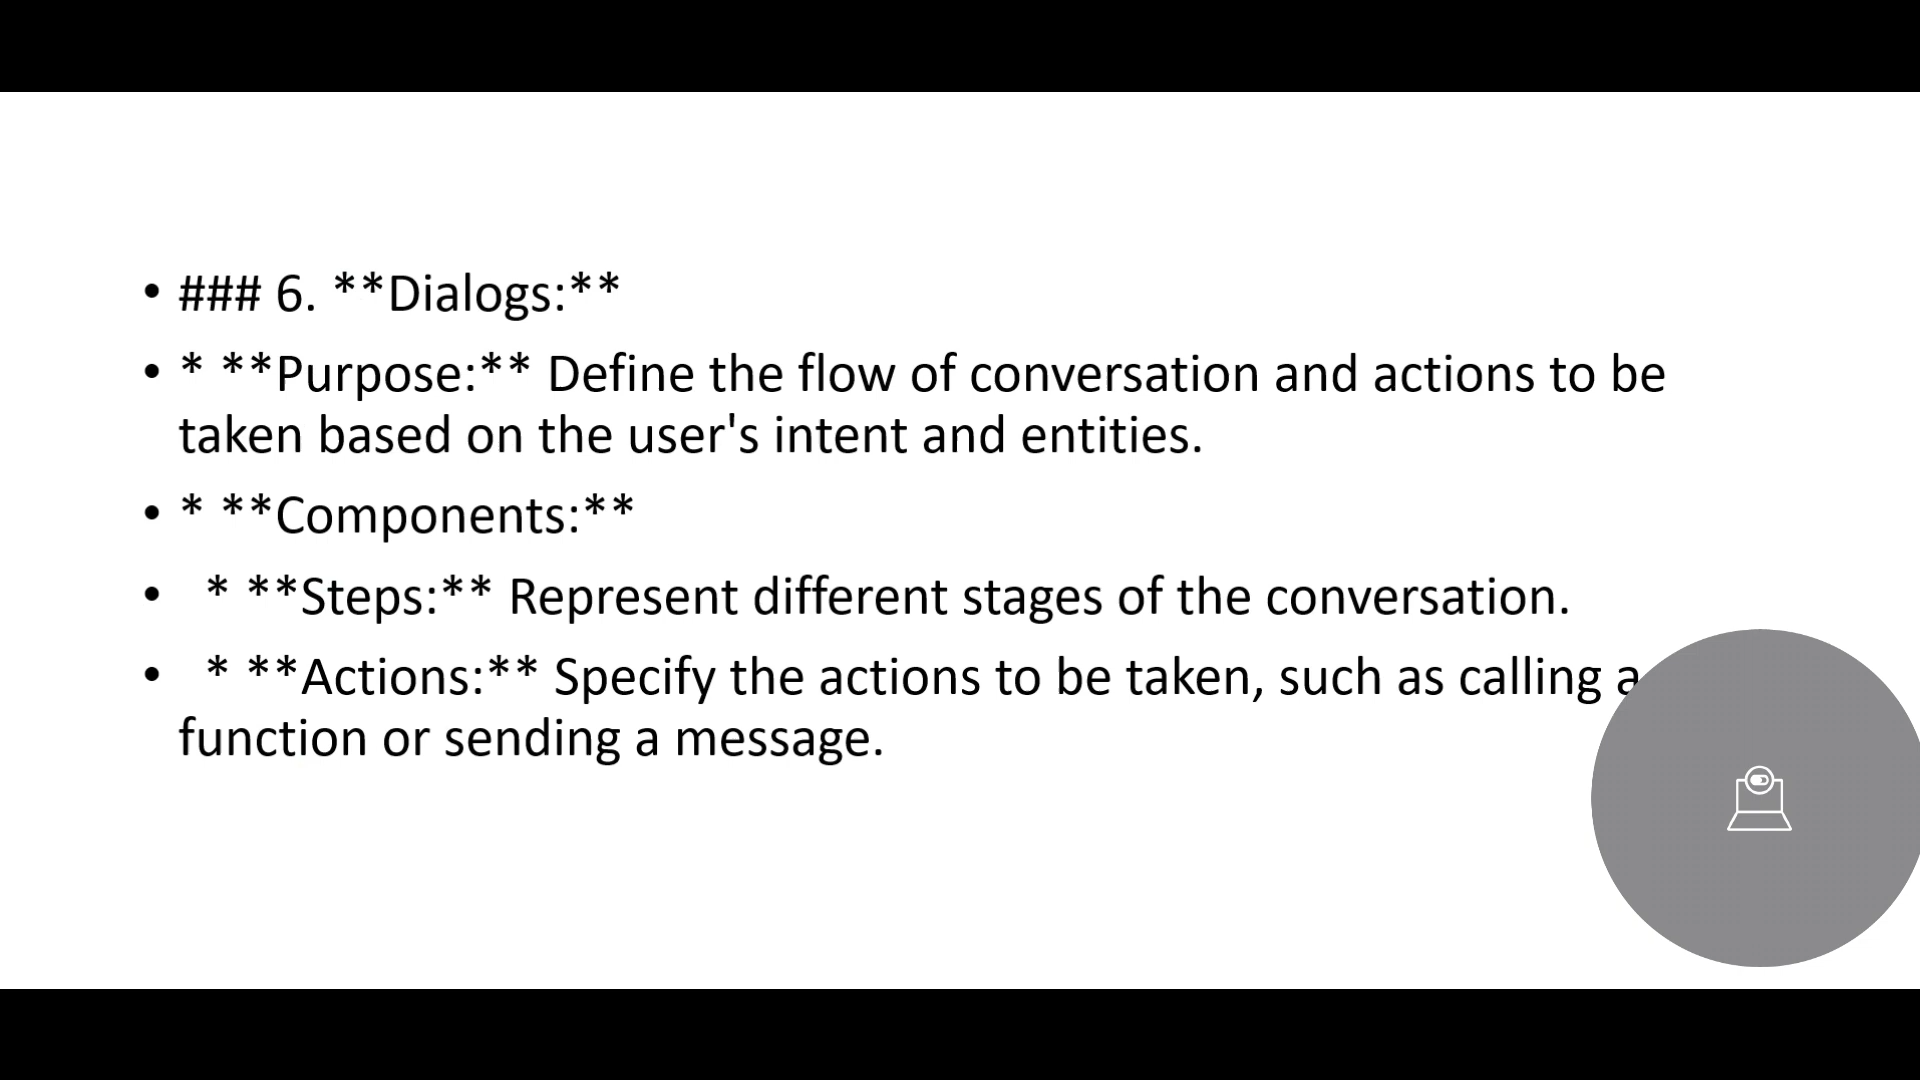 • ### 6. **Dialogs:**
• * **Purpose:** Define the flow of conversation and actions to be
taken based on the user's intent and entities.
• * **Components:**
•   * **Steps:** Represent different stages of the conversation.
•   * **Actions:** Specify the actions to be taken, such as calling a
function or sending a message.